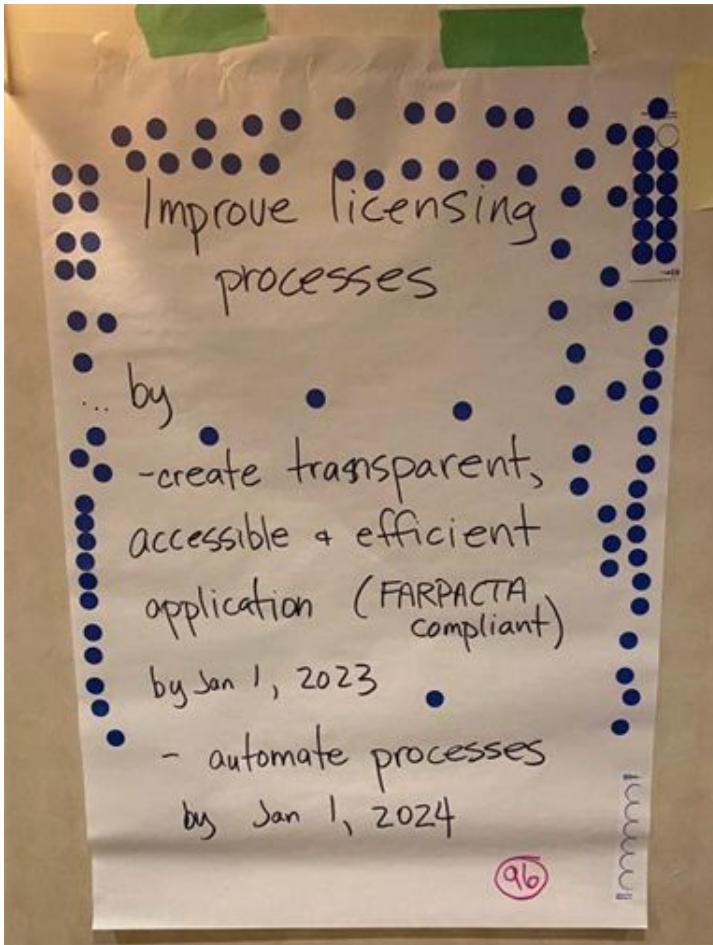 Improve licensing
processes
... by
-create transparent,
accessible & efficient
application (FARPACTA
compliant)
by Jan 1, 2023
- automate processes
by Jan 1, 2024
96